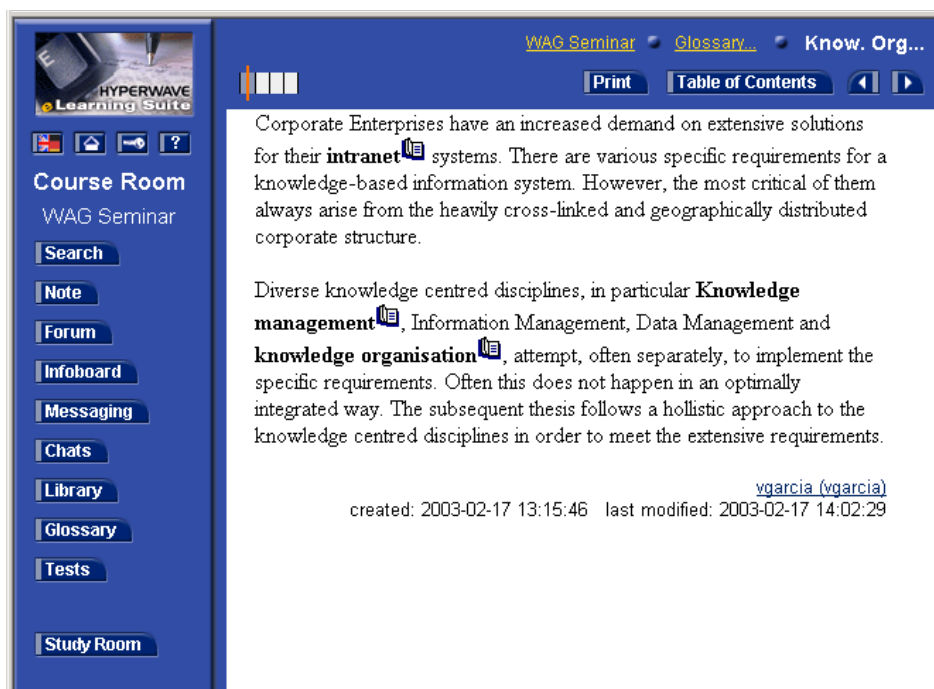 HYPERWAVE
eLearning Suite
?
Course Room
WAG Seminar
Search
Note
Forum
Infoboard
Messaging
Chats
Library
Glossary
Tests
Study Room
WAG Seminar Glossary... Know. Org...
Print Table of Contents
Corporate Enterprises have an increased demand on extensive solutions
for their intranet systems. There are various specific requirements for a
knowledge-based information system. However, the most critical of them
always arise from the heavily cross-linked and geographically distributed
corporate structure.
Diverse knowledge centred disciplines, in particular Knowledge
management, Information Management, Data Management and
knowledge organisation, attempt, often separately, to implement the
specific requirements. Often this does not happen in an optimally
integrated way. The subsequent thesis follows a hollistic approach to the
knowledge centred disciplines in order to meet the extensive requirements.
vgarcia (vgarcia)
created: 2003-02-17 13:15:46 last modified: 2003-02-17 14:02:29